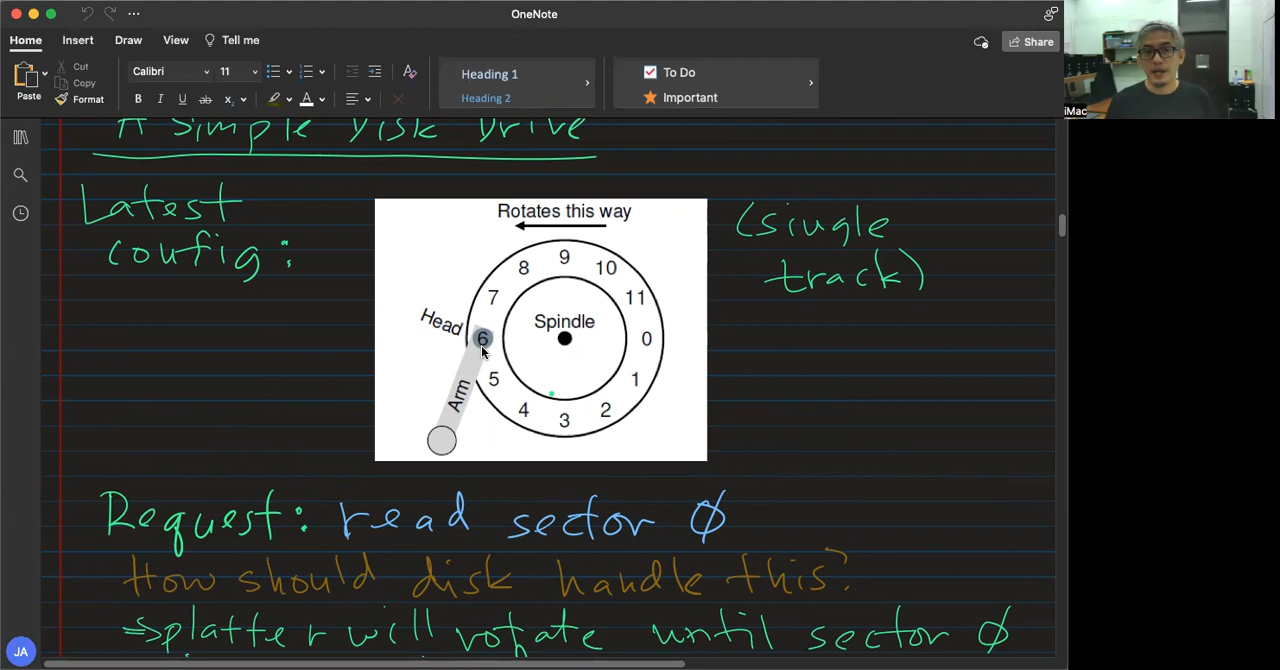 OneNote
Home Insert Draw View Tell me
Share
Paste
Cut
Copy
Format
Calibri 11
B I U ab x
A
Heading 1
Heading 2
To Do
Important
iMac
A Simple Disk Drive
Latest
config:
Rotates this way
9
8 10
7 11
Head
6 Spindle 0
Arm
5 1
4 2
3
(single
track)
Request: read sector 0
How should disk handle this?
⇒ platter will rotate until sector 0
JA